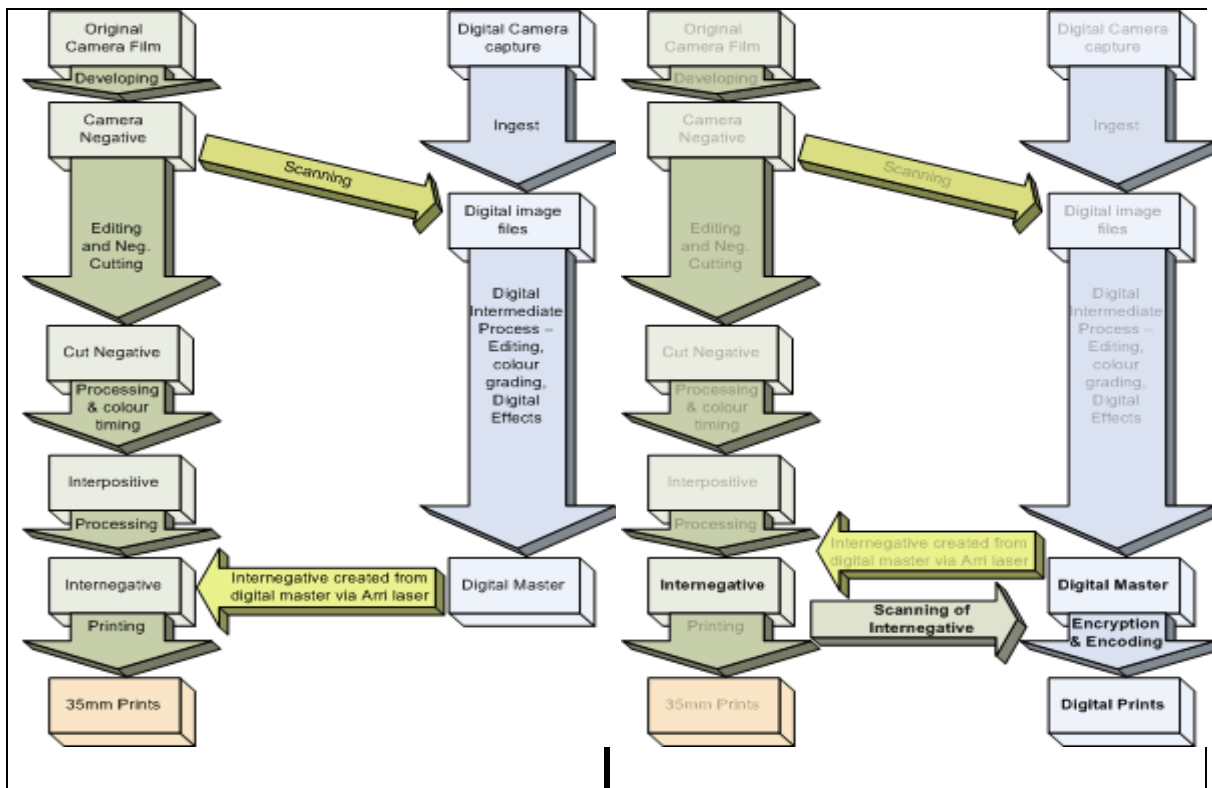 Original
Camera Film
Developing
Camera
Negative
Editing
and Neg.
Cutting
Cut Negative
Processing
& colour
timing
Interpositive
Processing
Internegative
Printing
35mm Prints
Scanning
Internegative created from
digital master via Arri laser
Digital Camera
capture
Ingest
Digital image
files
Digital
Intermediate
Process –
Editing,
colour
grading,
Digital
Effects
Digital Master
Original
Camera Film
Developing
Camera
Negative
Editing
and Neg.
Cutting
Cut Negative
Processing
& colour
timing
Interpositive
Processing
Internegative
Printing
35mm Prints
Scanning
Internegative created from
digital master via Arri laser
Scanning of
Internegative
Digital Camera
capture
Ingest
Digital image
files
Digital
Intermediate
Process –
Editing,
colour
grading,
Digital
Effects
Digital Master
Encryption
& Encoding
Digital Prints